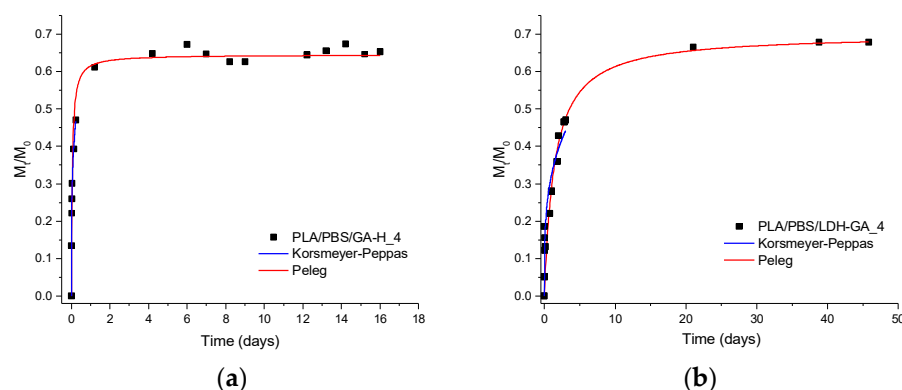 0.7
0.6
0.5
0.4
0.3
0.2
0.1
0.0
Mt/M0
PLA/PBS/GA-H_4
Korsmeyer-Peppas
Peleg
0 2 4 6 8 10 12 14 16 18
Time (days)
(a)
0.7
0.6
0.5
0.4
0.3
0.2
0.1
0.0
Mt/M0
PLA/PBS/LDH-GA_4
Korsmeyer-Peppas
Peleg
0 10 20 30 40 50
Time (days)
(b)